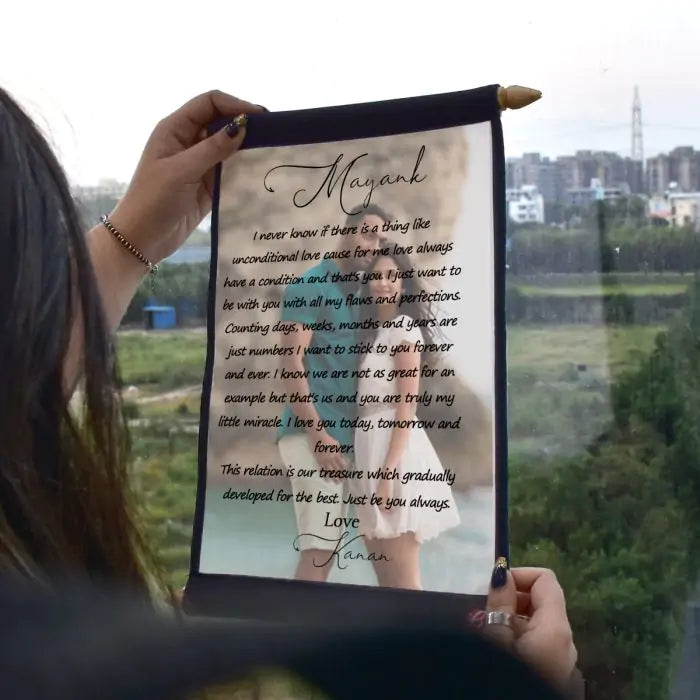 Mayank
I never know if there is a thing like
unconditional love cause for me love always
have a condition and that's you. I just want to
be with you with all my flaws and perfections.
Counting days, weeks, months and years are
just numbers I want to stick to you forever
and ever. I know we are not as great for an
example but that's us and you are truly my
little miracle. I love you today, tomorrow and
forever.
This relation is our treasure which gradually
developed for the best. Just be you always.
Love
Kanan